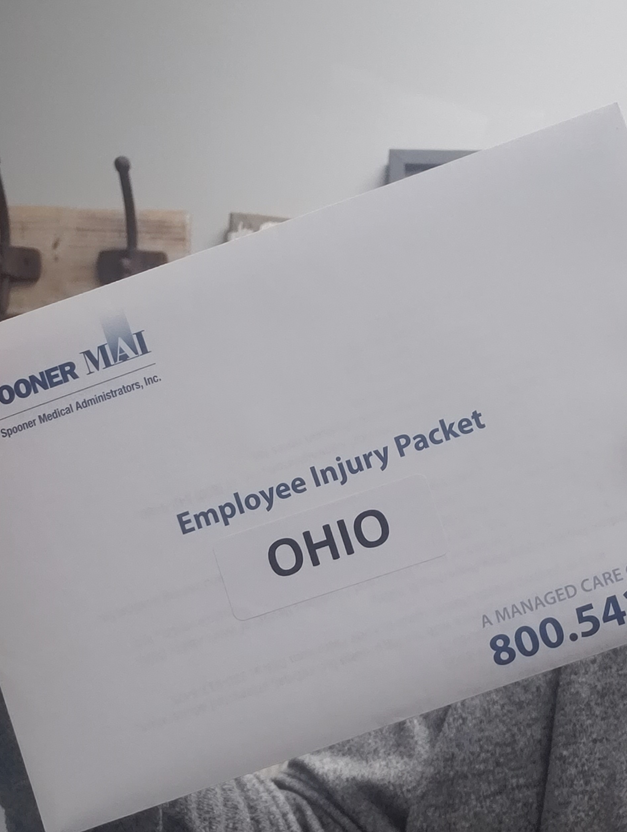 OONER MAI
Spooner Medical Administrators, Inc.
Employee Injury Packet
OHIO
A MANAGED CARE
800.54